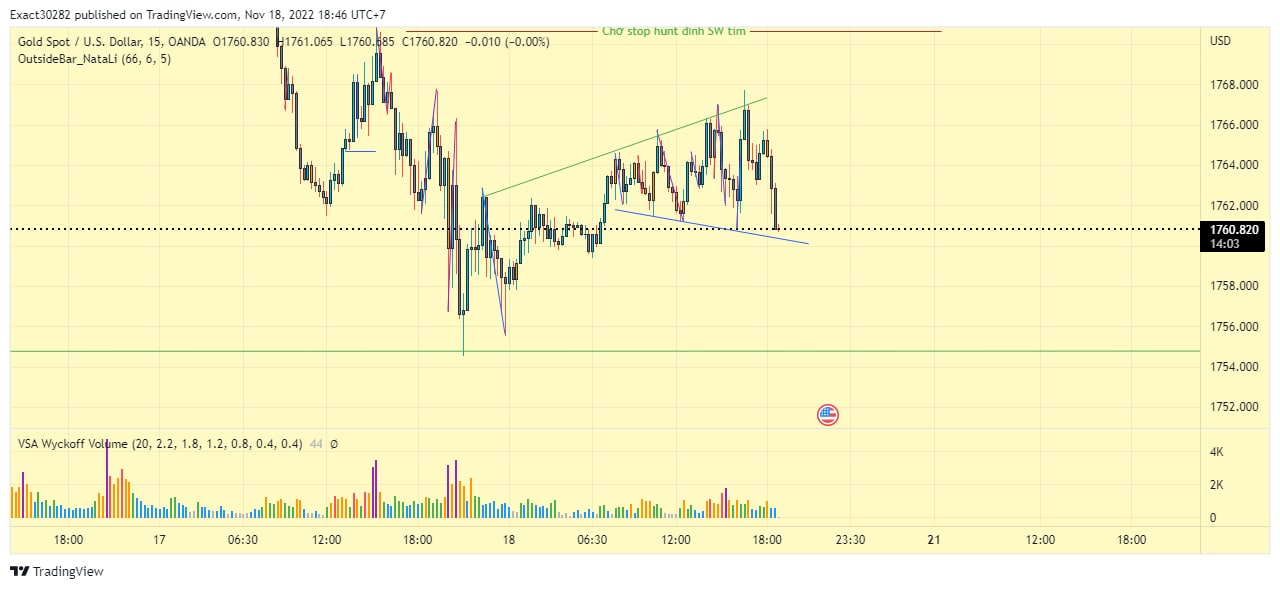 Exact30282 published on TradingView.com, Nov 18, 2022 18:46 UTC+7
Chờ stop hunt đỉnh SW tím
Gold Spot / U.S. Dollar, 15, OANDA O1760.830 H1761.065 L1760.685 C1760.820 −0.010 (−0.00%)
OutsideBar_NataLi (66, 6, 5)
USD
1768.000
1766.000
1764.000
1762.000
1760.820
14:03
1758.000
1756.000
1754.000
1752.000
VSA Wyckoff Volume (20, 2.2, 1.8, 1.2, 0.8, 0.4, 0.4) 44 Ø
4K
2K
0
18:00 17 06:30 12:00 18:00 18 06:30 12:00 18:00 23:30 21 12:00 18:00
TradingView